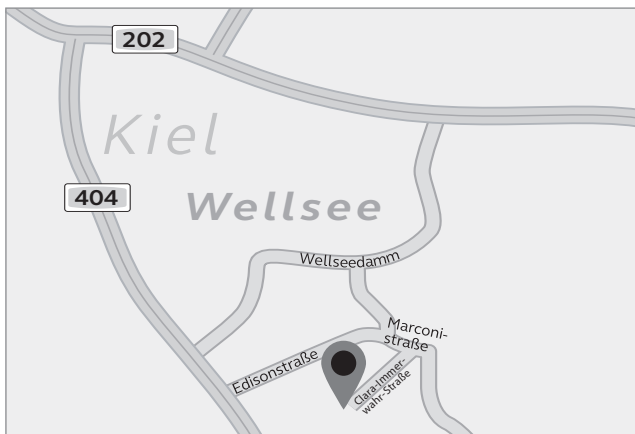 202
Kiel
404
Wellsee
Wellseedamm
Marconi-
straße
Edisonstraße
Clara-Immer-
wahr-Straße